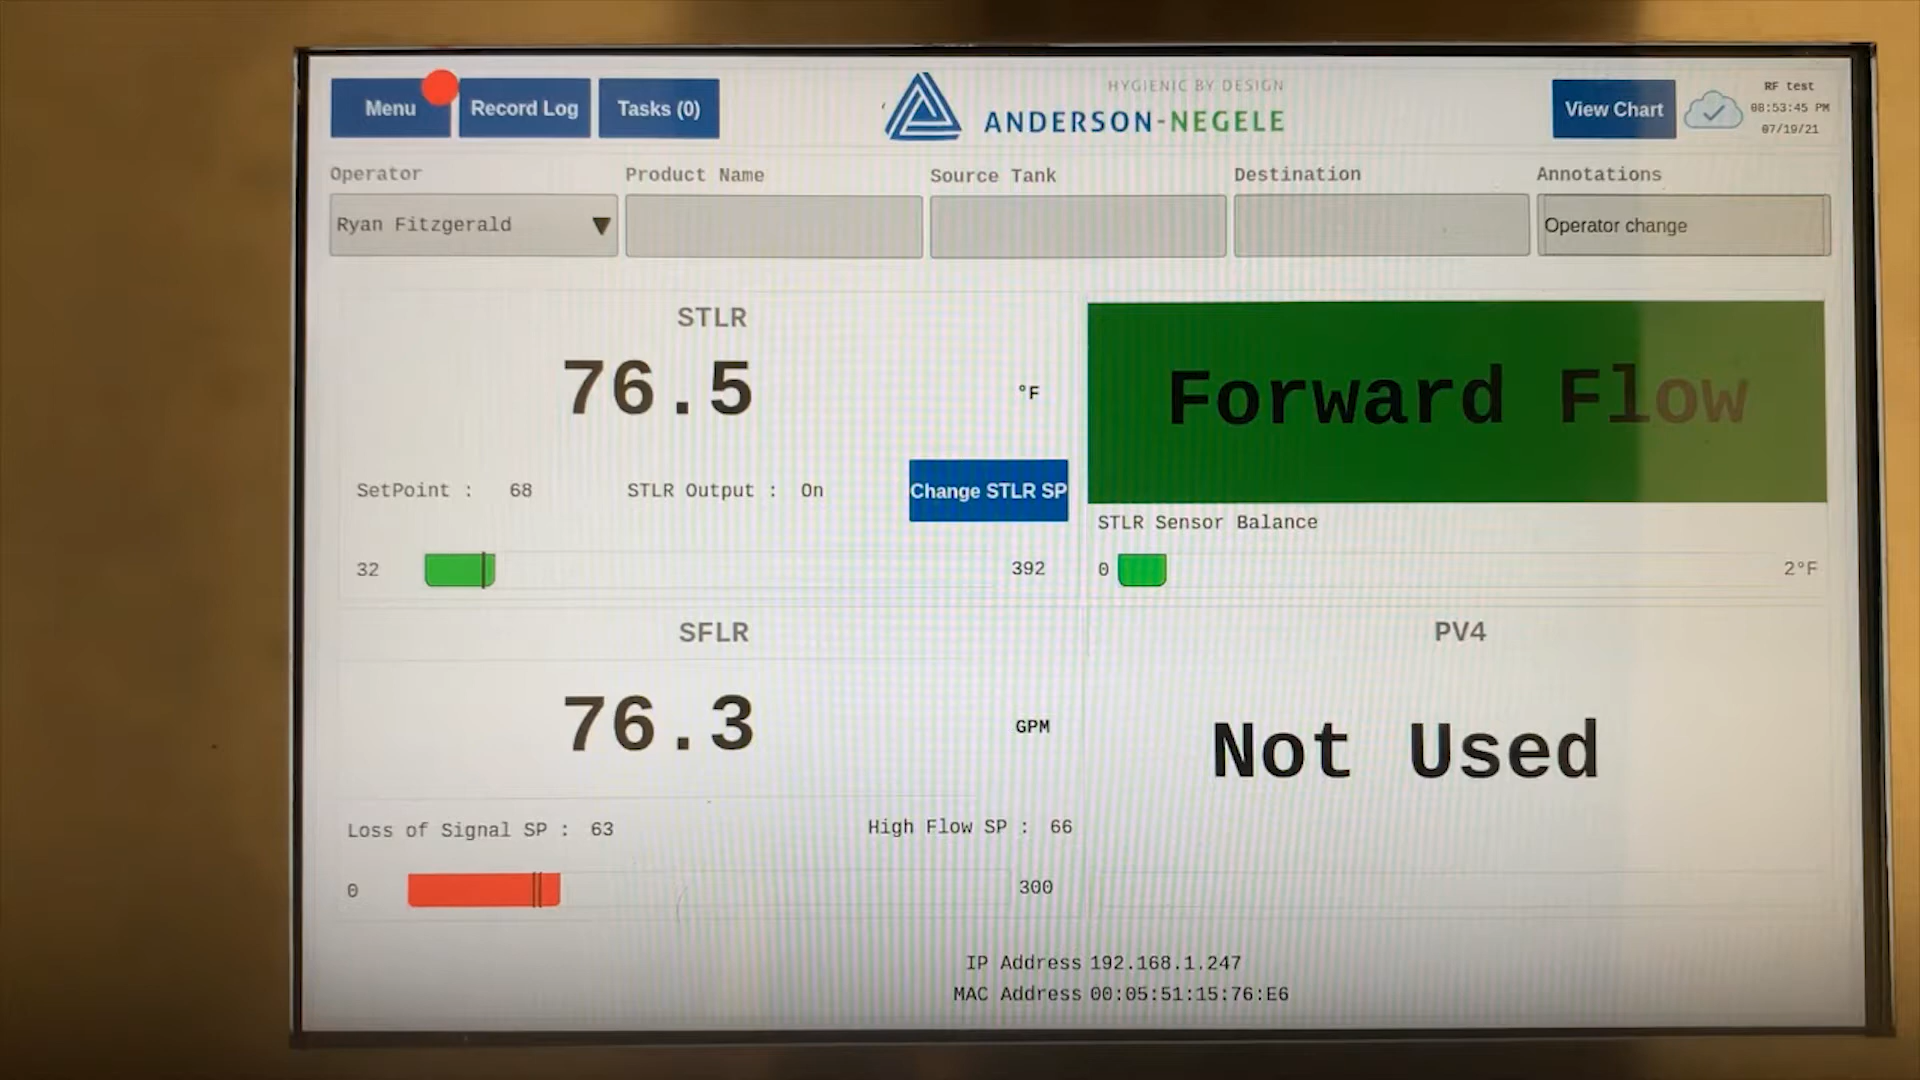 Menu
Record Log
Tasks (0)
HYGIENIC BY DESIGN
ANDERSON-NEGELE
View Chart
RF test
08:53:45 PM
07/19/21
Operator
Product Name
Source Tank
Destination
Annotations
Ryan Fitzgerald
Operator change
STLR
76.5
°F
Forward Flow
SetPoint : 68
STLR Output : On
Change STLR SP
STLR Sensor Balance
32
392
0
2°F
SFLR
PV4
76.3
GPM
Not Used
Loss of Signal SP : 63
High Flow SP : 66
0
300
IP Address 192.168.1.247
MAC Address 00:05:51:15:76:E6